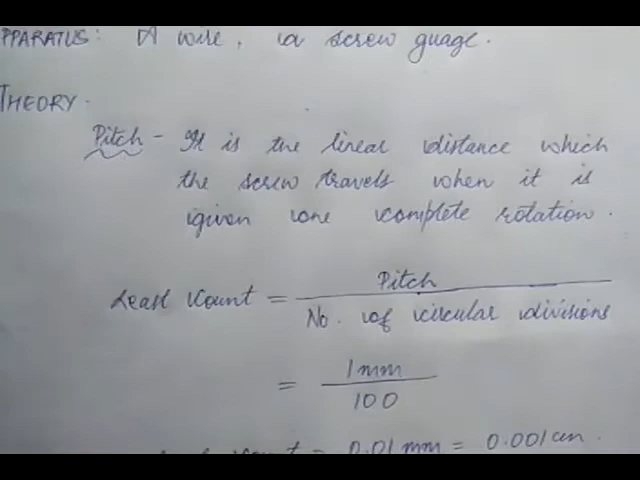 PPARATUS: A wire, a screw guage.
THEORY.
Pitch - It is the linear distance which
the screw travels when it is
given one complete rotation.
Least Count = Pitch
No. of circular divisions
= 1mm
100
= 0.01 mm = 0.001 cm.